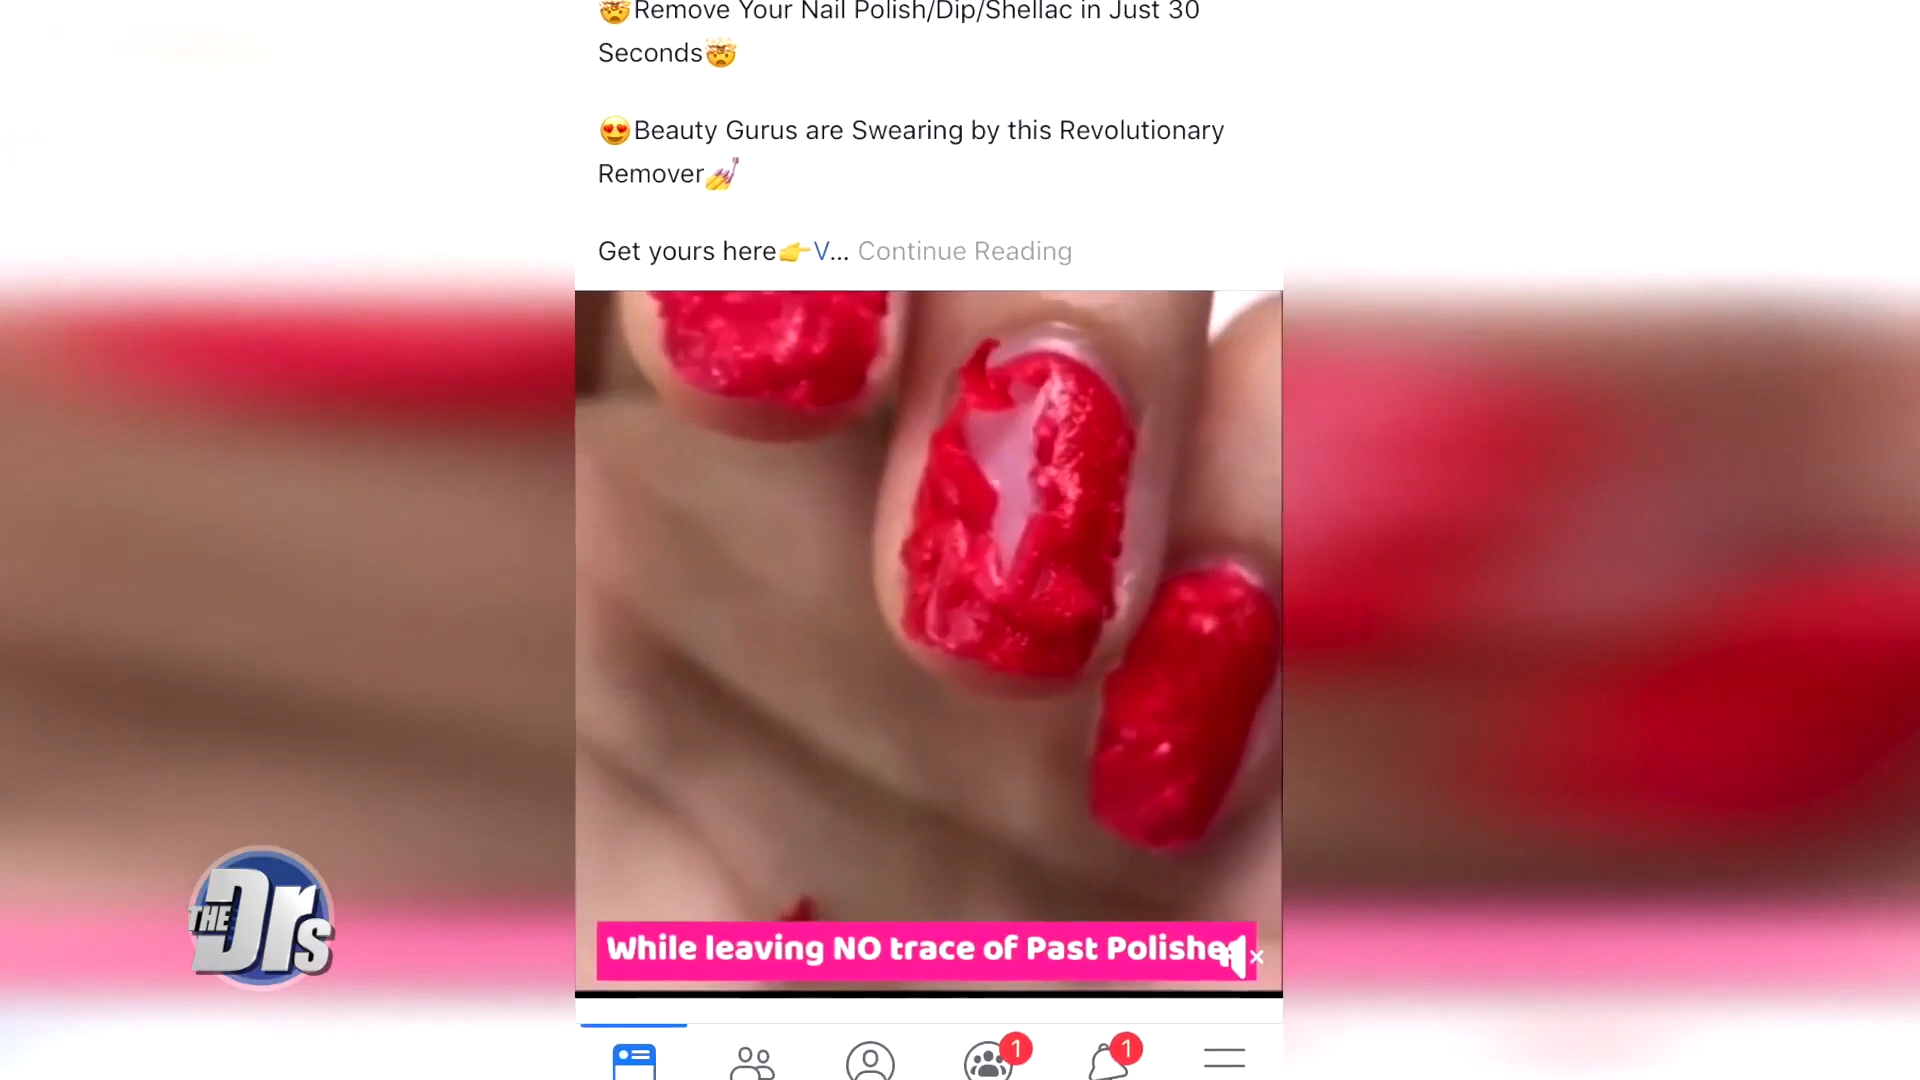 🤯Remove Your Nail Polish/Dip/Shellac in Just 30
Seconds🤯
😍Beauty Gurus are Swearing by this Revolutionary
Remover💅
Get yours here👉V... Continue Reading
While leaving NO trace of Past Polishes
THE Drs
1
1